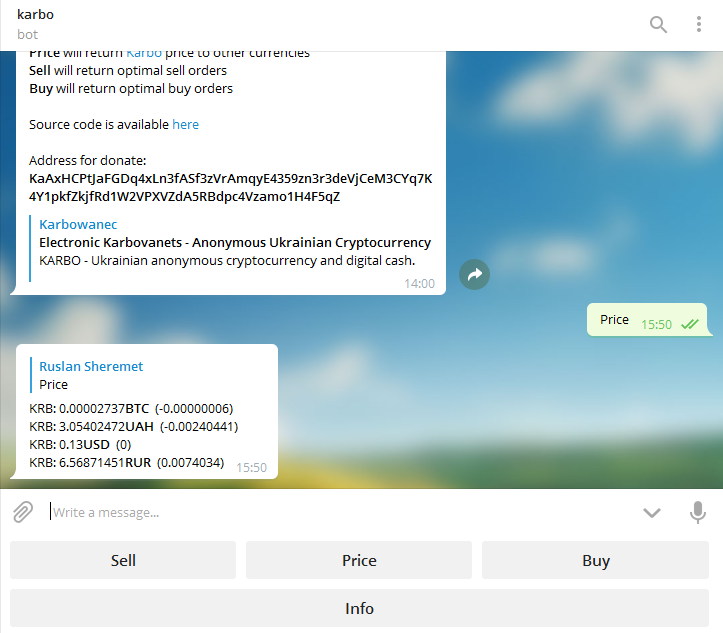 karbo
bot
Price will return Karbo price to other currencies
Sell will return optimal sell orders
Buy will return optimal buy orders
Source code is available here
Address for donate:
KaAxHCPtJaFGDq4xLn3fASf3zVrAmqyE4359zn3r3deVjCeM3CYq7K
4Y1pkfZkjfRd1W2VPXVZdA5RBdpc4Vzamo1H4F5qZ
Karbowanec
Electronic Karbovanets - Anonymous Ukrainian Cryptocurrency
KARBO - Ukrainian anonymous cryptocurrency and digital cash.
14:00
Price 15:50
Ruslan Sheremet
Price
KRB: 0.00002737BTC (-0.00000006)
KRB: 3.05402472UAH (-0.00240441)
KRB: 0.13USD (0)
KRB: 6.56871451RUR (0.0074034) 15:50
Write a message...
Sell Price Buy
Info